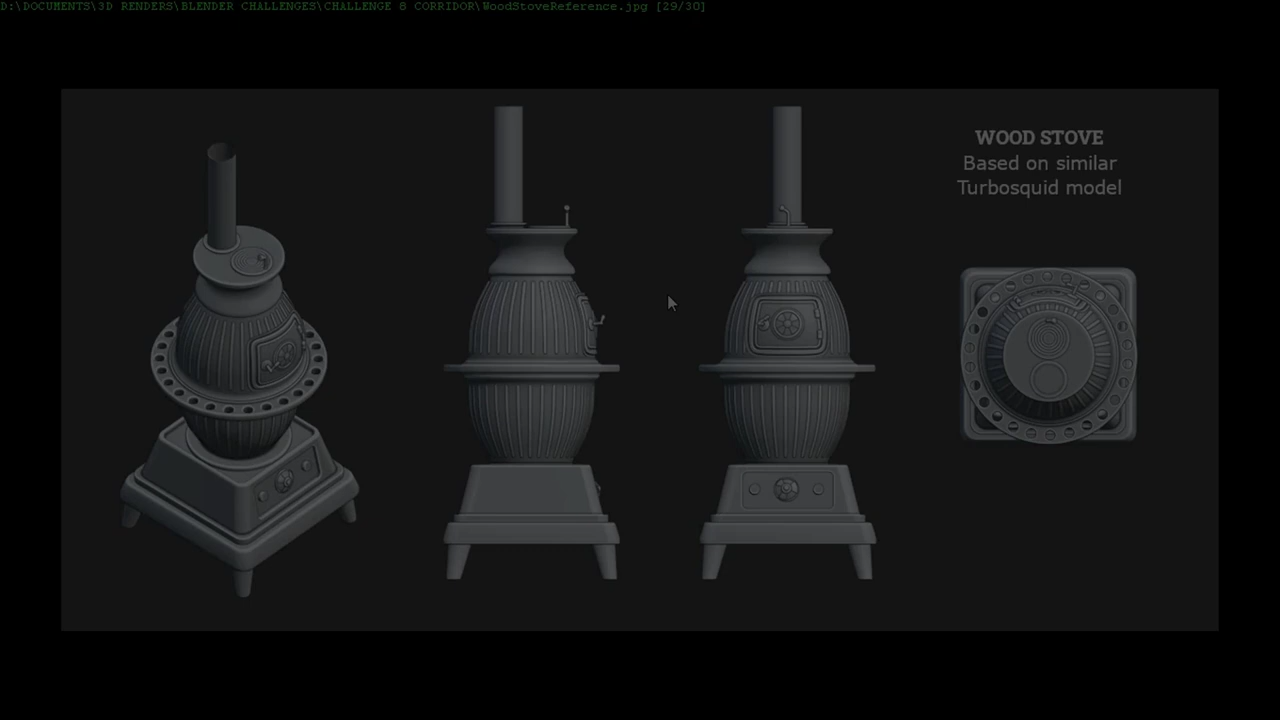 D:\DOCUMENTS\3D RENDERS\BLENDER CHALLENGES\CHALLENGE 8 CORRIDOR\WoodStoveReference.jpg [29/30]
WOOD STOVE
Based on similar
Turbosquid model